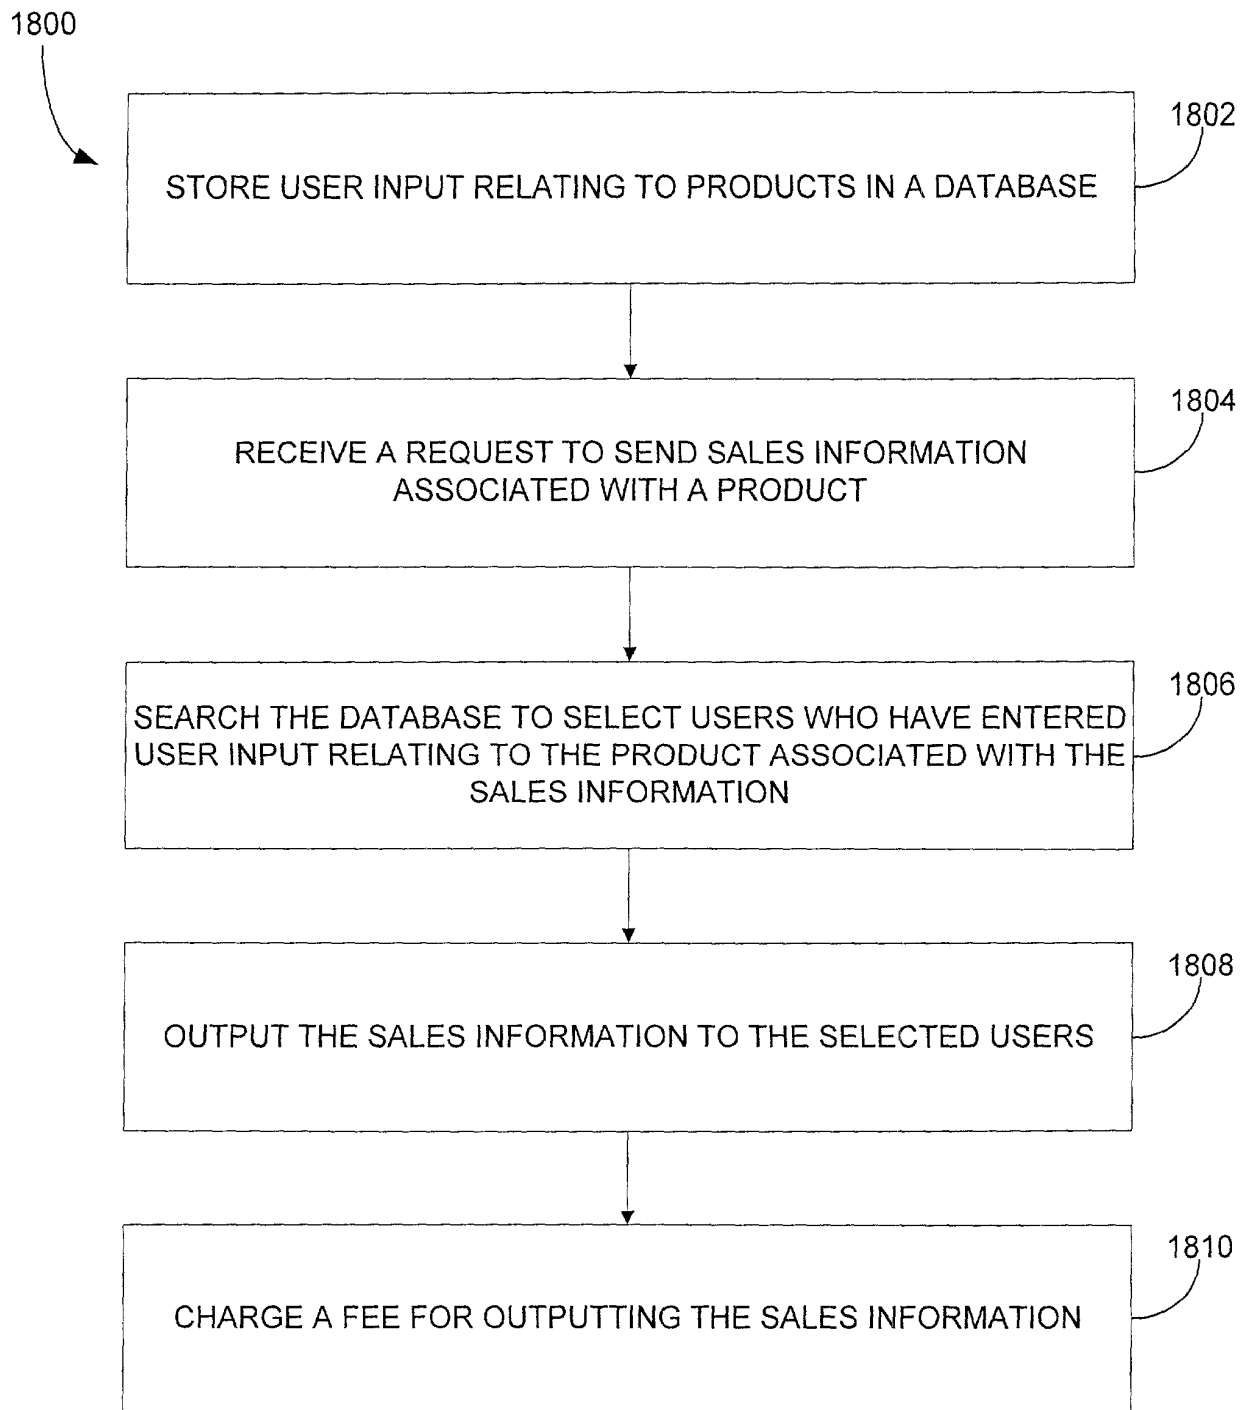 1800
1802
STORE USER INPUT RELATING TO PRODUCTS IN A DATABASE
1804
RECEIVE A REQUEST TO SEND SALES INFORMATION
ASSOCIATED WITH A PRODUCT
1806
SEARCH THE DATABASE TO SELECT USERS WHO HAVE ENTERED
USER INPUT RELATING TO THE PRODUCT ASSOCIATED WITH THE
SALES INFORMATION
1808
OUTPUT THE SALES INFORMATION TO THE SELECTED USERS
1810
CHARGE A FEE FOR OUTPUTTING THE SALES INFORMATION